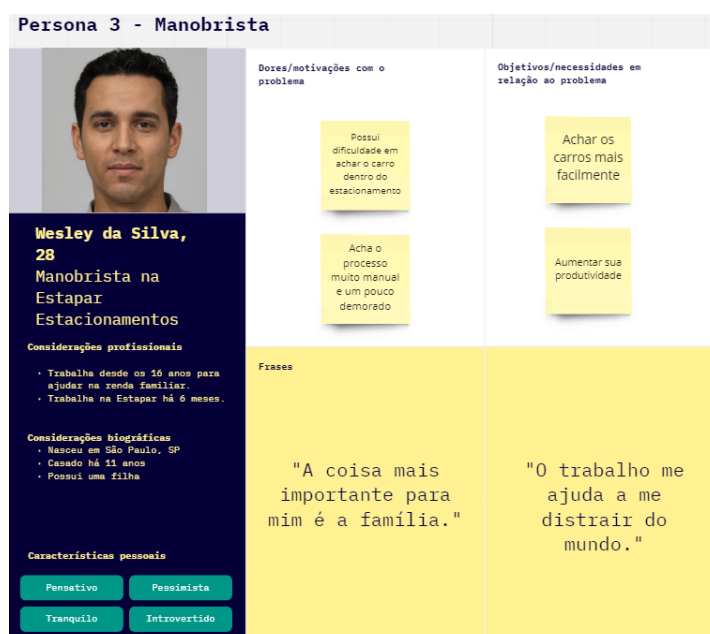 Persona 3 - Manobrista
Wesley da Silva,
28
Manobrista na
Estapar
Estacionamentos
Considerações profissionais
• Trabalha desde os 16 anos para
ajudar na renda familiar.
• Trabalha na Estapar há 6 meses.
Considerações biográficas
• Nasceu em São Paulo, SP
• Casado há 11 anos
• Possui uma filha
Características pessoais
Pensativo
Pessimista
Tranquilo
Introvertido
Dores/motivações com o
problema
Possui
dificuldade em
achar o carro
dentro do
estacionamento
Acha o
processo
muito manual
e um pouco
demorado
Objetivos/necessidades em
relação ao problema
Achar os
carros mais
facilmente
Aumentar sua
produtividade
Frases
"A coisa mais
importante para
mim é a família."
"O trabalho me
ajuda a me
distrair do
mundo."